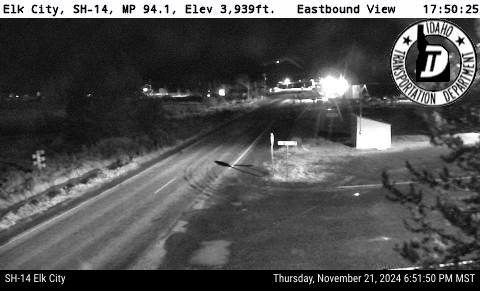 Elk City, SH-14, MP 94.1, Elev 3,939ft.   Eastbound View   17:50:25
IDAHO
TRANSPORTATION DEPARTMENT
SH-14 Elk City
Thursday, November 21, 2024 6:51:50 PM MST